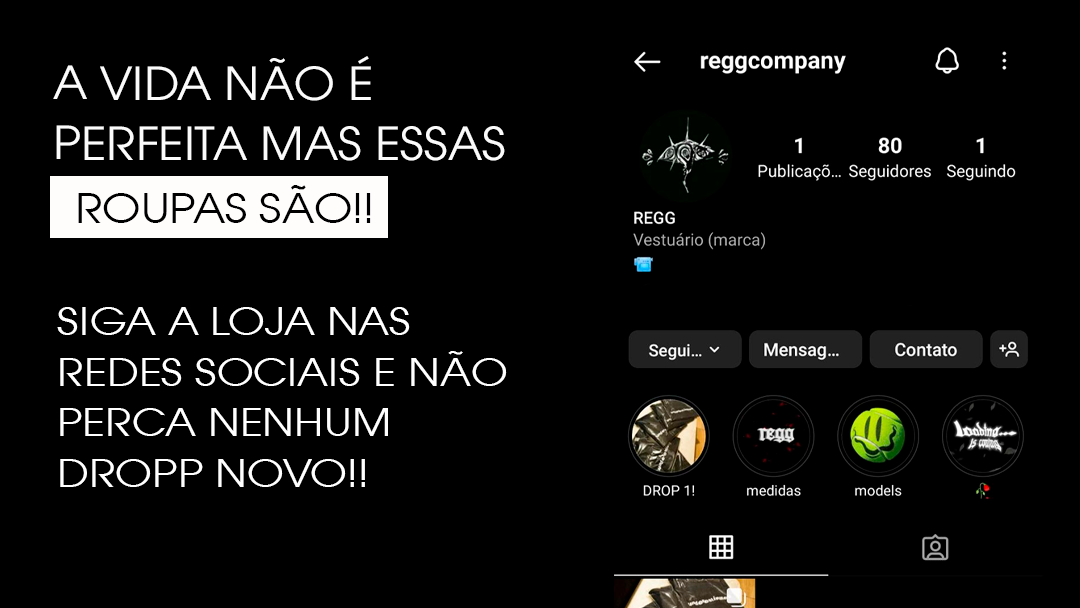 A VIDA NÃO É
PERFEITA MAS ESSAS
ROUPAS SÃO!!
SIGA A LOJA NAS
REDES SOCIAIS E NÃO
PERCA NENHUM
DROPP NOVO!!
reggcompany
1 80 1
Publicaçõ... Seguidores Seguindo
REGG
Vestuário (marca)
Segui... Mensag... Contato
regg
Loading...
is coming
DROP 1! medidas models